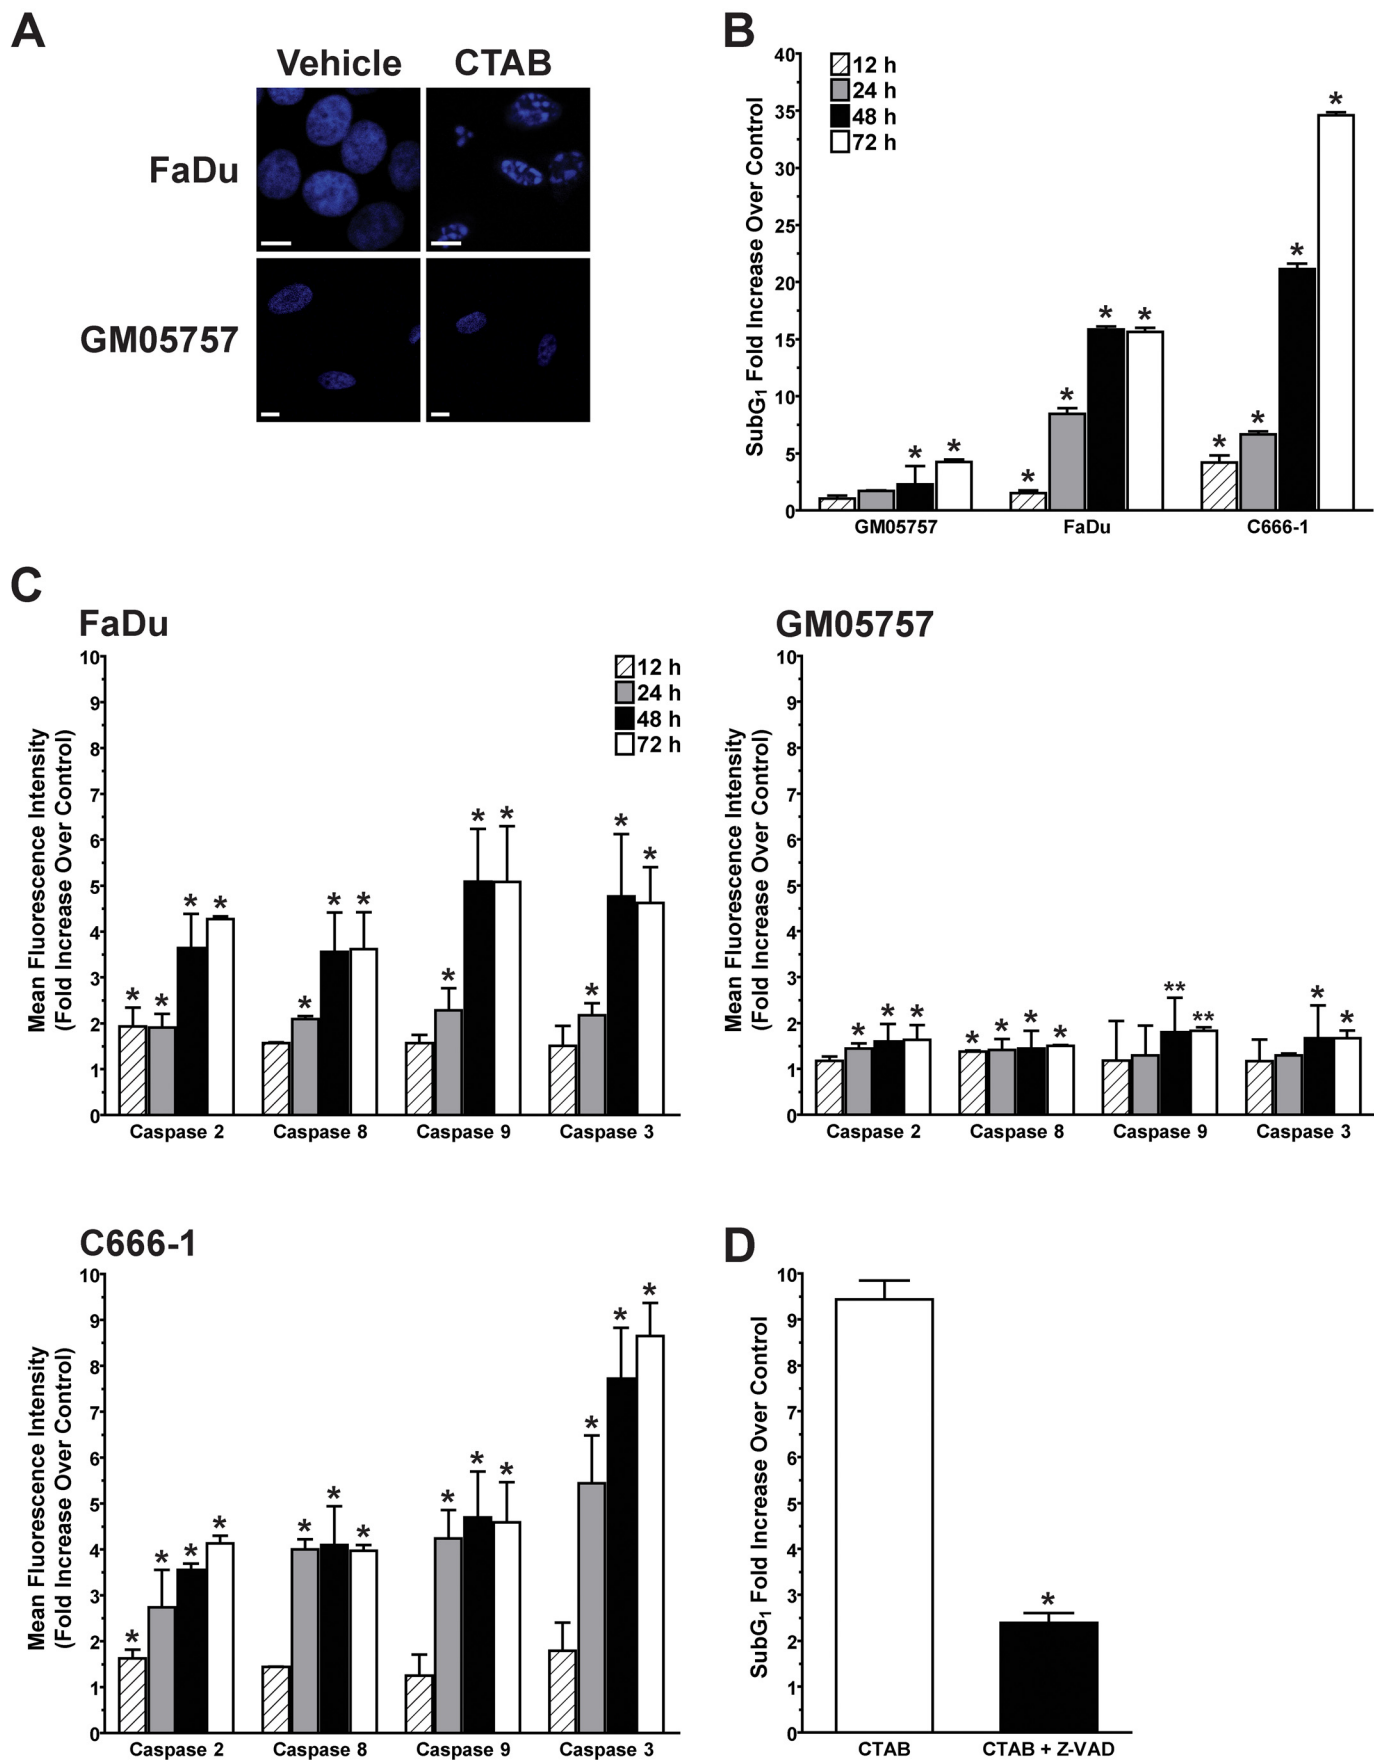 A
Vehicle CTAB
FaDu
GM05757
B
SubG1 Fold Increase Over Control
40
35
30
25
20
15
10
5
0
12 h
24 h
48 h
72 h
* * * * * * * * * *
GM05757 FaDu C666-1
C
FaDu
Mean Fluorescence Intensity
(Fold Increase Over Control)
10
9
8
7
6
5
4
3
2
1
0
12 h
24 h
48 h
72 h
* * * * * * * * * * * * *
Caspase 2 Caspase 8 Caspase 9 Caspase 3
GM05757
Mean Fluorescence Intensity
(Fold Increase Over Control)
10
9
8
7
6
5
4
3
2
1
0
* * * * * * * ** ** * *
Caspase 2 Caspase 8 Caspase 9 Caspase 3
C666-1
Mean Fluorescence Intensity
(Fold Increase Over Control)
10
9
8
7
6
5
4
3
2
1
0
* * * * * * * * * * * * *
Caspase 2 Caspase 8 Caspase 9 Caspase 3
D
SubG1 Fold Increase Over Control
10
9
8
7
6
5
4
3
2
1
0
*
CTAB CTAB + Z-VAD